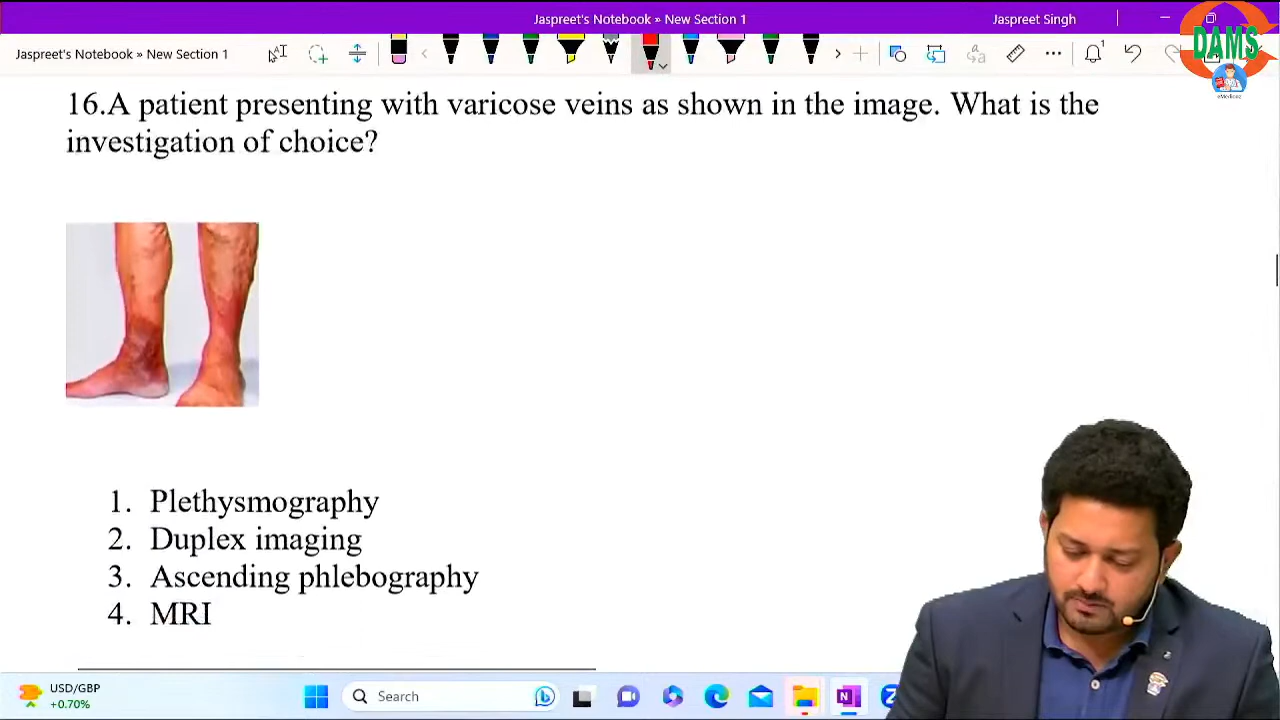 Jaspreet's Notebook » New Section 1
Jaspreet Singh
Jaspreet's Notebook » New Section 1
DAMS
eMedicoz
16.A patient presenting with varicose veins as shown in the image. What is the
investigation of choice?
1. Plethysmography
2. Duplex imaging
3. Ascending phlebography
4. MRI
USD/GBP
+0.70%
Search